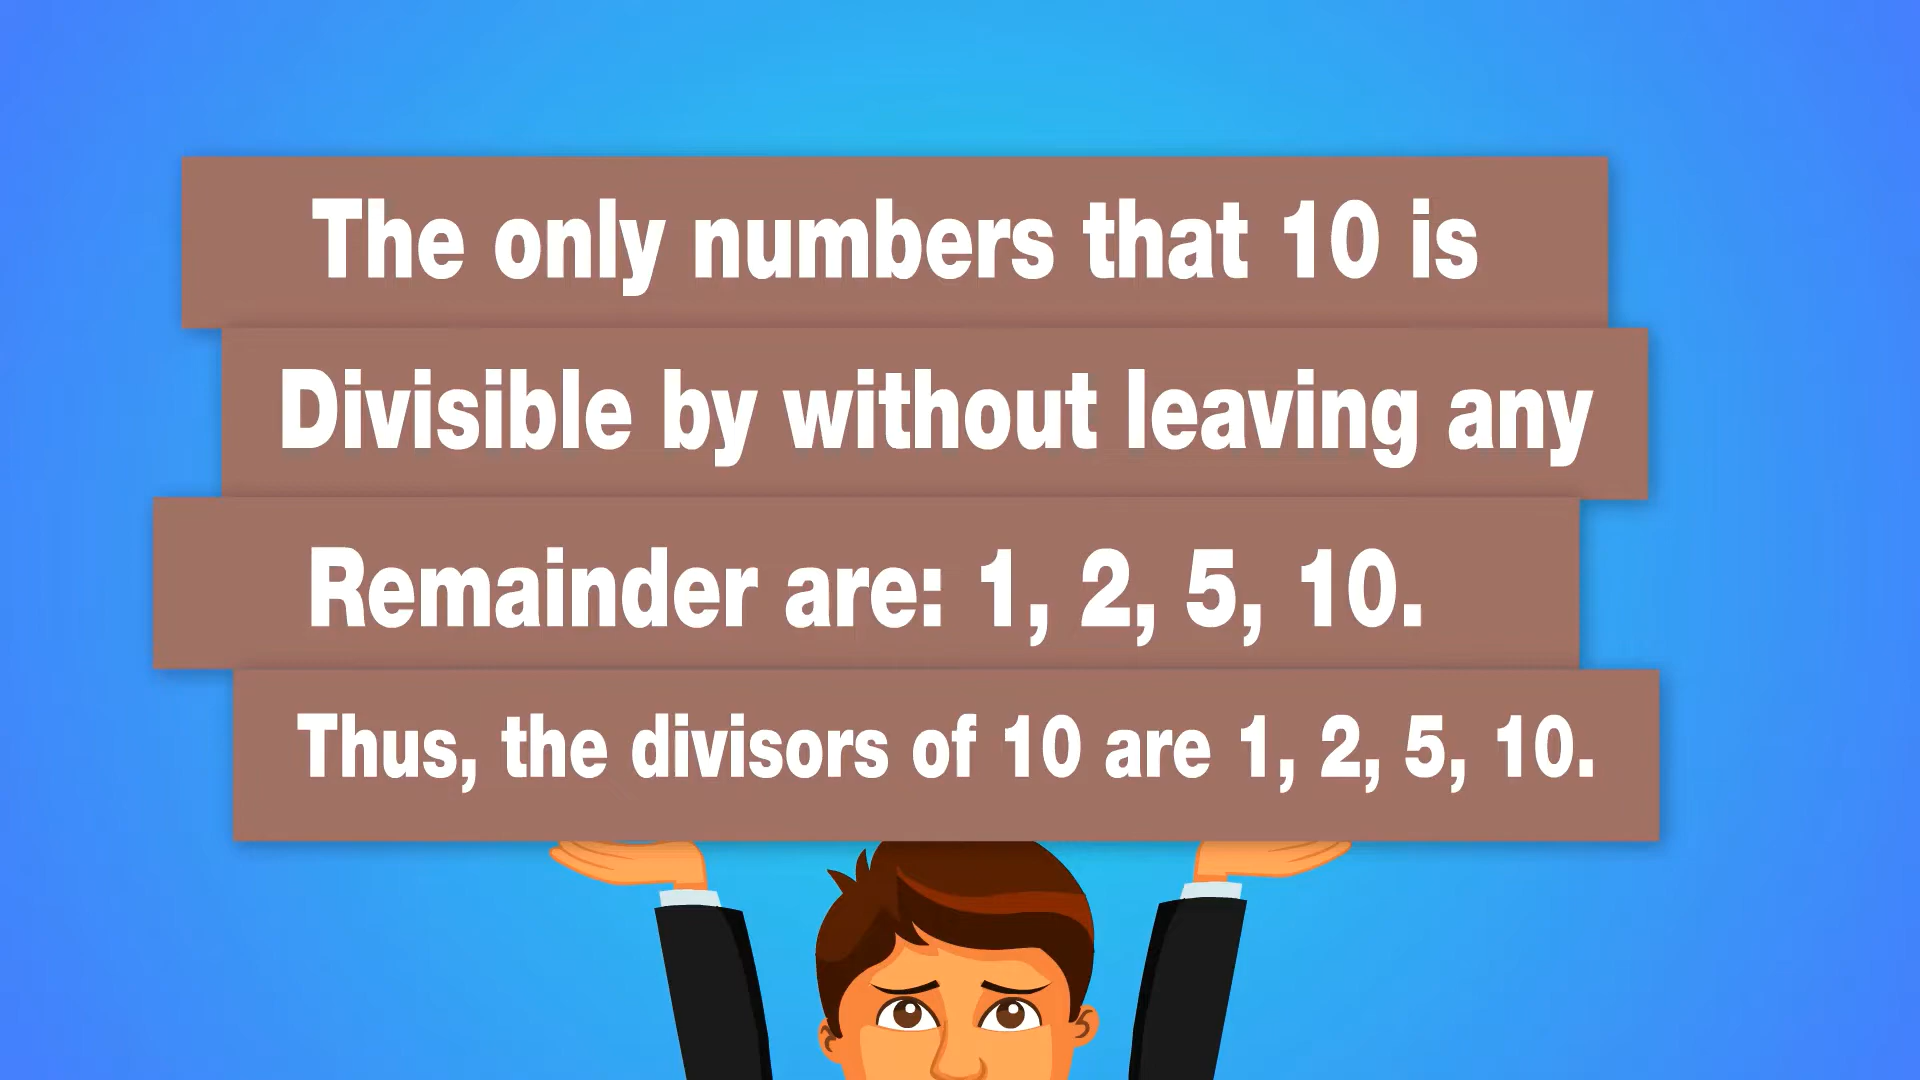 The only numbers that 10 is
Divisible by without leaving any
Remainder are: 1, 2, 5, 10.
Thus, the divisors of 10 are 1, 2, 5, 10.